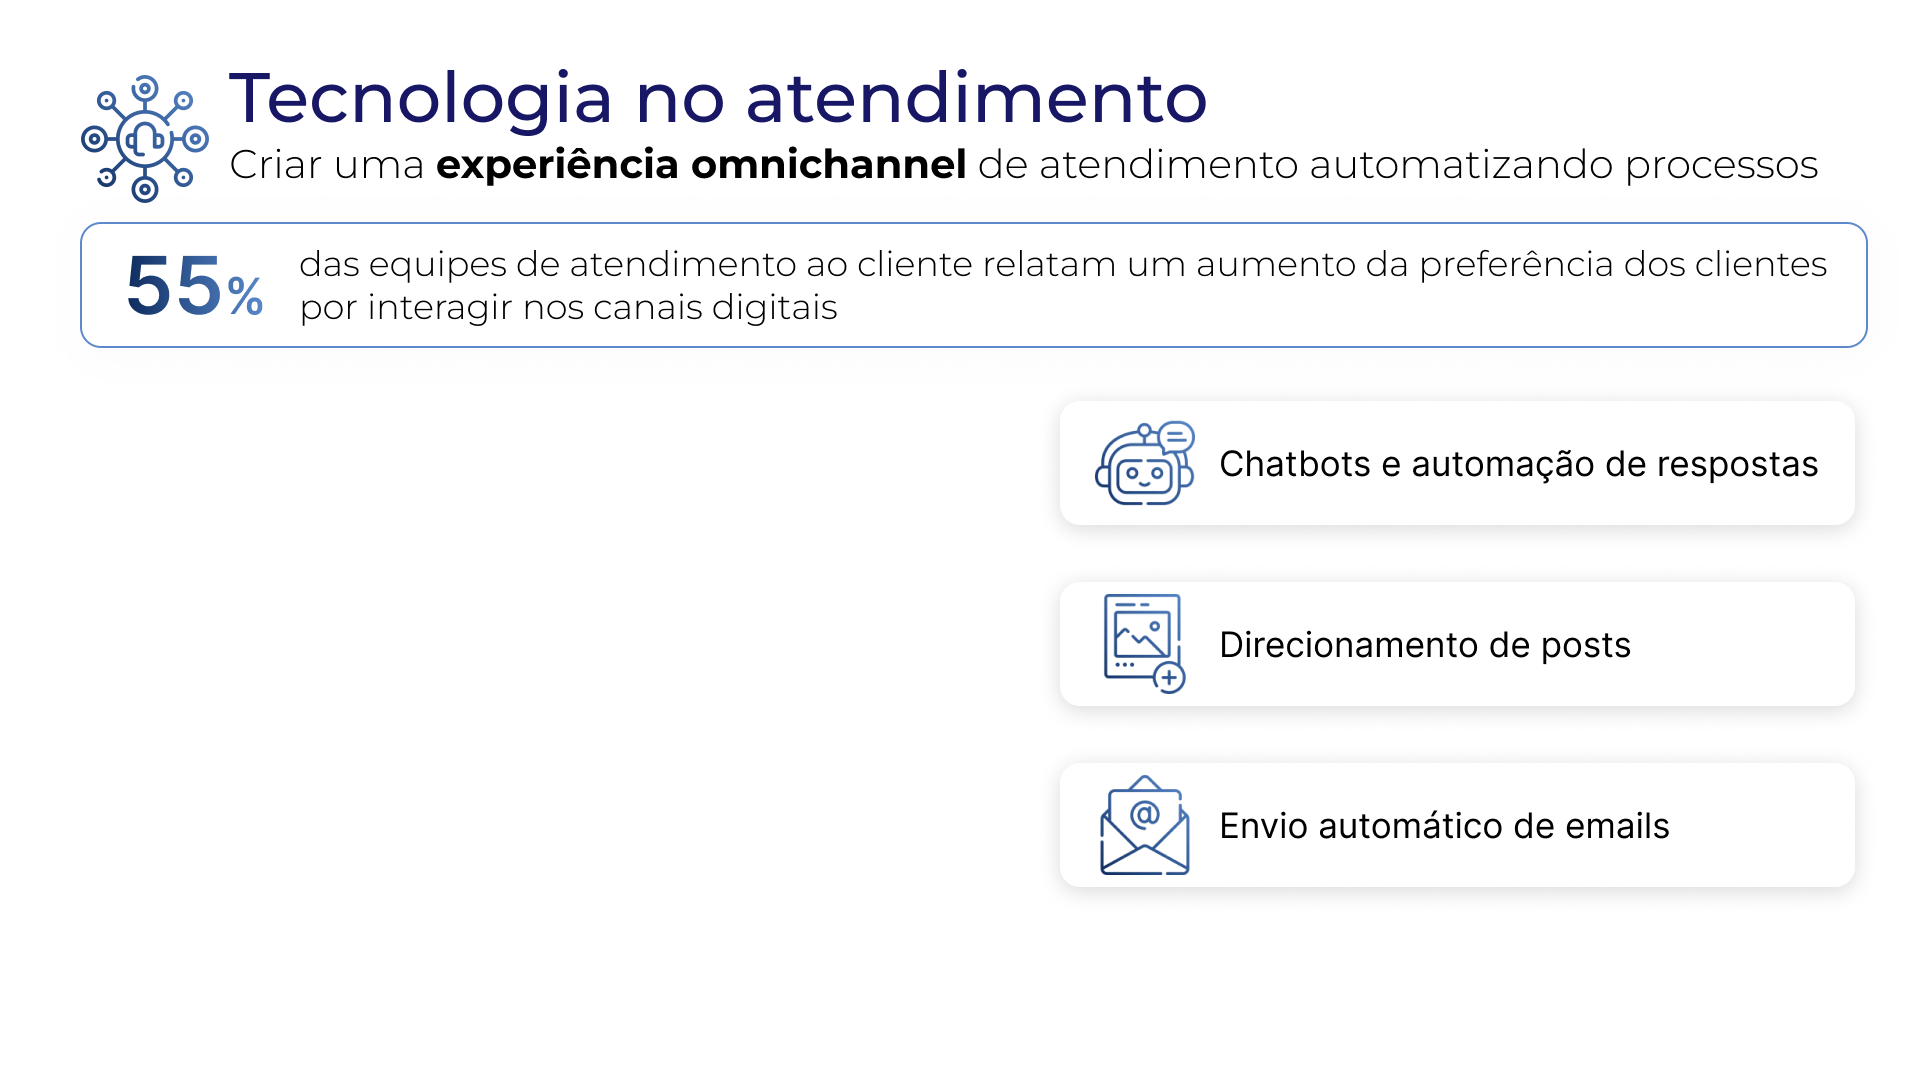 Tecnologia no atendimento
Criar uma experiência omnichannel de atendimento automatizando processos
55%
das equipes de atendimento ao cliente relatam um aumento da preferência dos clientes
por interagir nos canais digitais
Chatbots e automação de respostas
Direcionamento de posts
@
Envio automático de emails